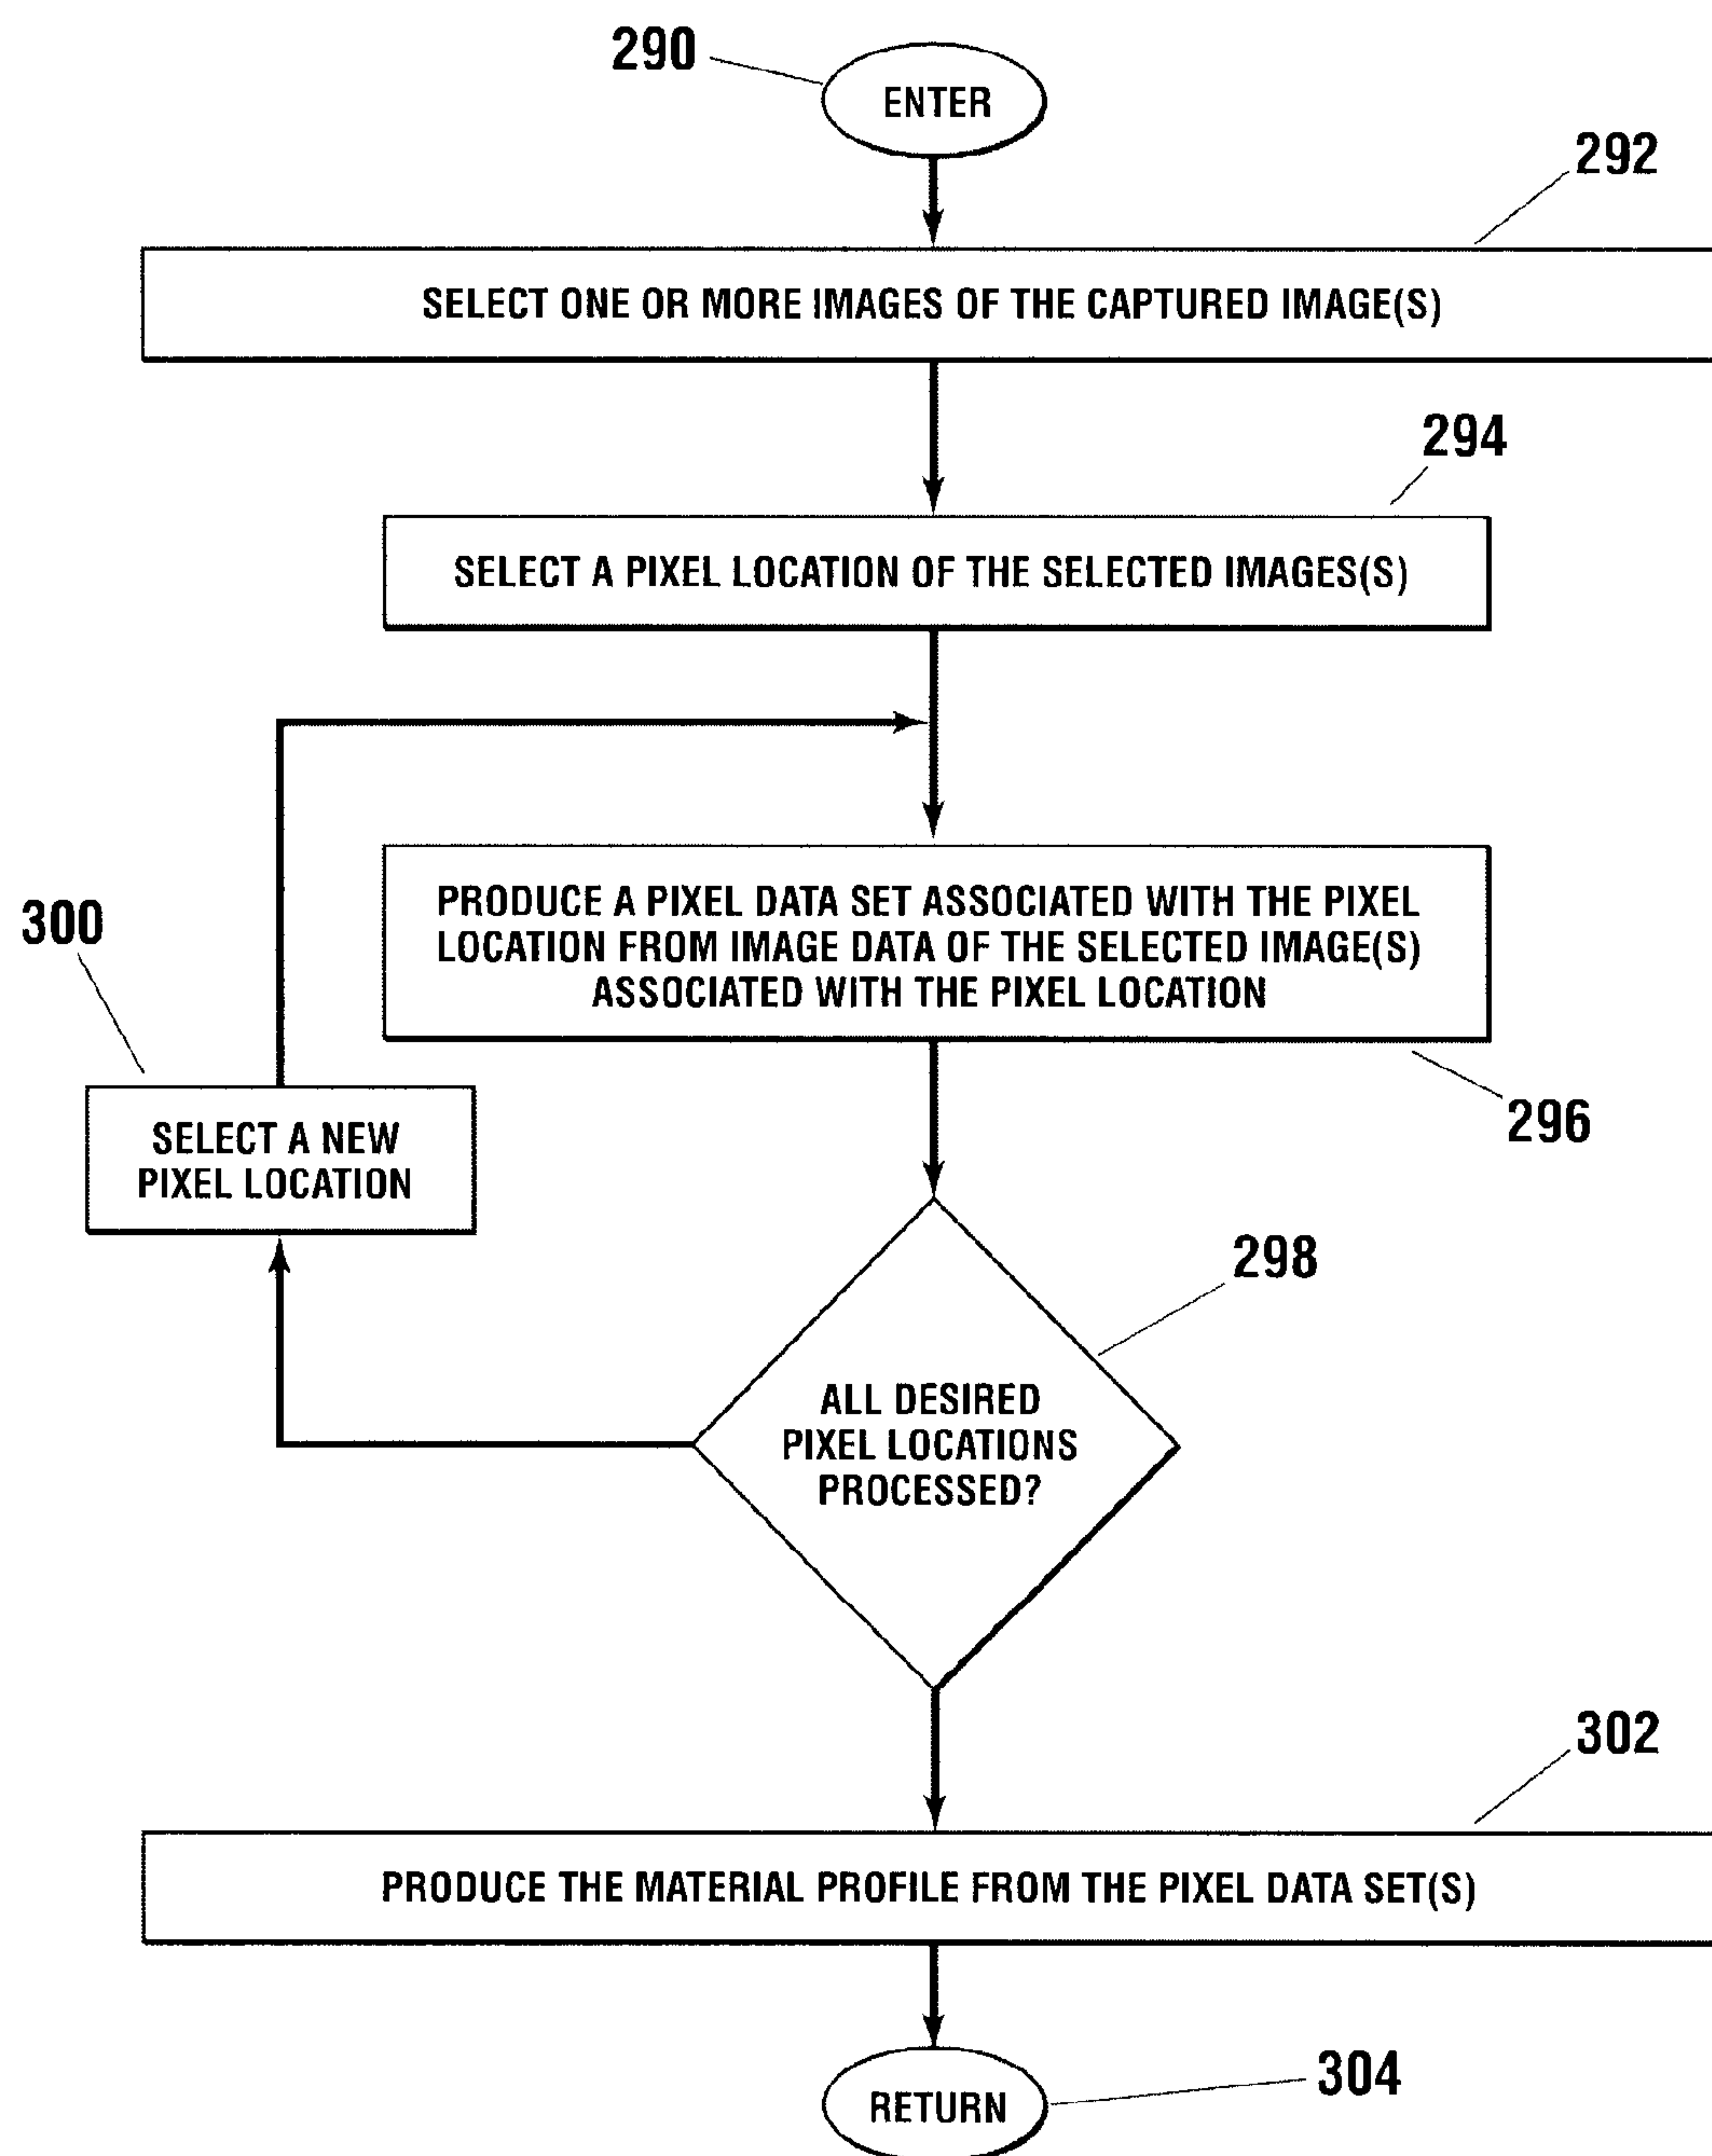 290
ENTER
292
SELECT ONE OR MORE IMAGES OF THE CAPTURED IMAGE(S)
294
SELECT A PIXEL LOCATION OF THE SELECTED IMAGES(S)
PRODUCE A PIXEL DATA SET ASSOCIATED WITH THE PIXEL
LOCATION FROM IMAGE DATA OF THE SELECTED IMAGE(S)
ASSOCIATED WITH THE PIXEL LOCATION
296
300
SELECT A NEW
PIXEL LOCATION
298
ALL DESIRED
PIXEL LOCATIONS
PROCESSED?
302
PRODUCE THE MATERIAL PROFILE FROM THE PIXEL DATA SET(S)
RETURN
304